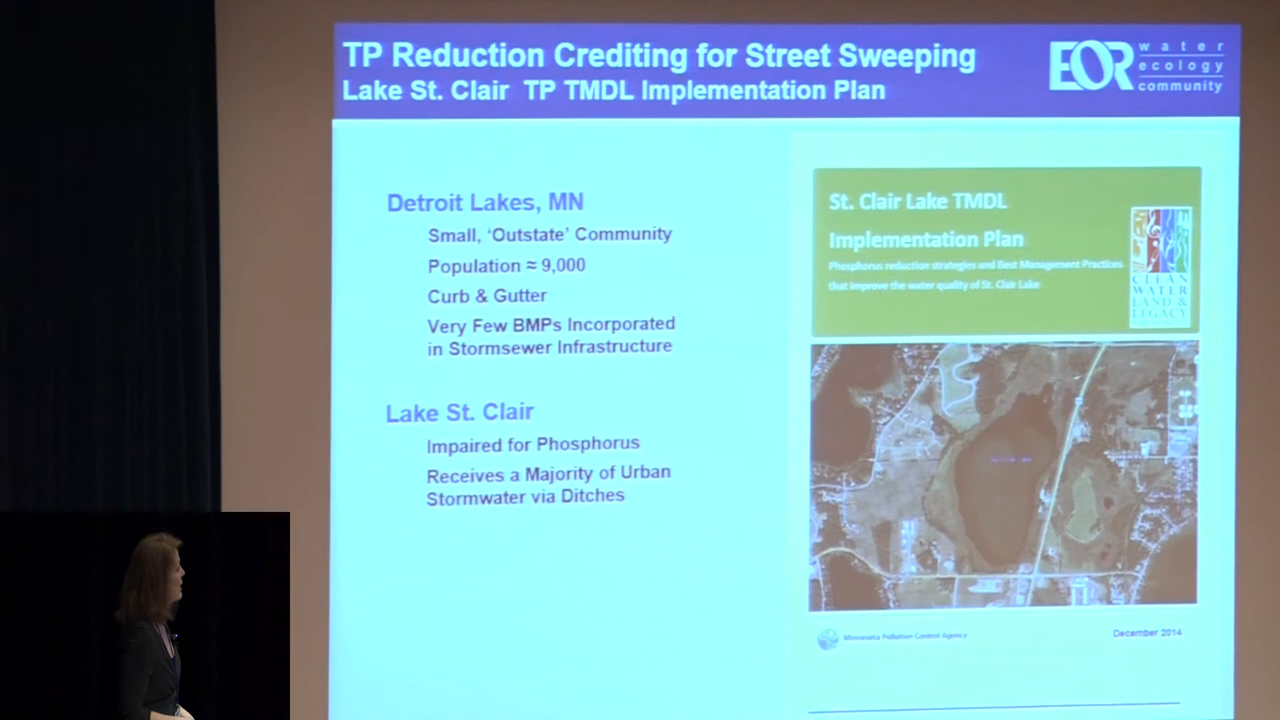 TP Reduction Crediting for Street Sweeping
Lake St. Clair TP TMDL Implementation Plan
EOR
water
ecology
community
Detroit Lakes, MN
Small, ‘Outstate’ Community
Population ≈ 9,000
Curb & Gutter
Very Few BMPs Incorporated
in Stormsewer Infrastructure
Lake St. Clair
Impaired for Phosphorus
Receives a Majority of Urban
Stormwater via Ditches
St. Clair Lake TMDL
Implementation Plan
Phosphorus reduction strategies and Best Management Practices
that improve the water quality of St. Clair Lake
CLEAN
WATER
LAND &
LEGACY
Minnesota Pollution Control Agency
December 2014